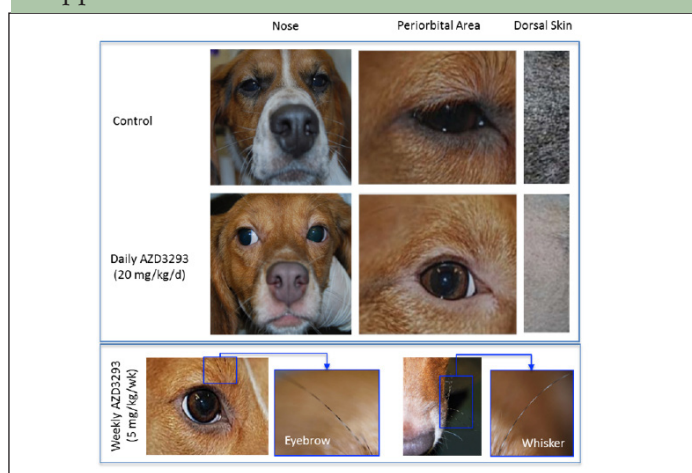 Nose Periorbital Area Dorsal Skin
Control
Daily AZD3293
(20 mg/kg/d)
Weekly AZD3293
(5 mg/kg/wk)
Eyebrow
Whisker